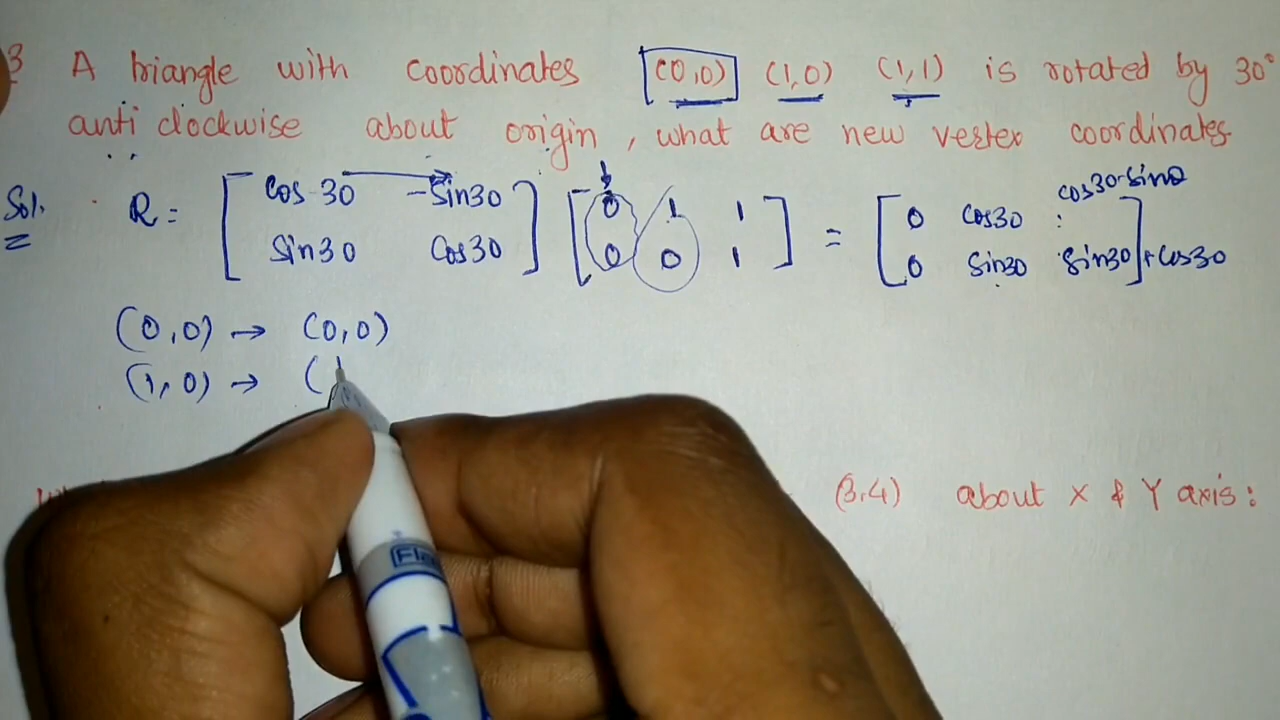 3 A triangle with coordinates (0,0) (1,0) (1,1) is rotated by 30°
anti clockwise about origin, what are new vertex coordinates
Sol. R = [ cos 30 -Sin30 ] [ 0 1 1 ] = [ 0 Cos30 : cos30-sin0
Sin30 Cos30 0 0 1 0 Sin30 Sin30 ] + Cos30
(0,0) → (0,0)
(1,0) → (
(3,4) about X & Y axis:
Flai